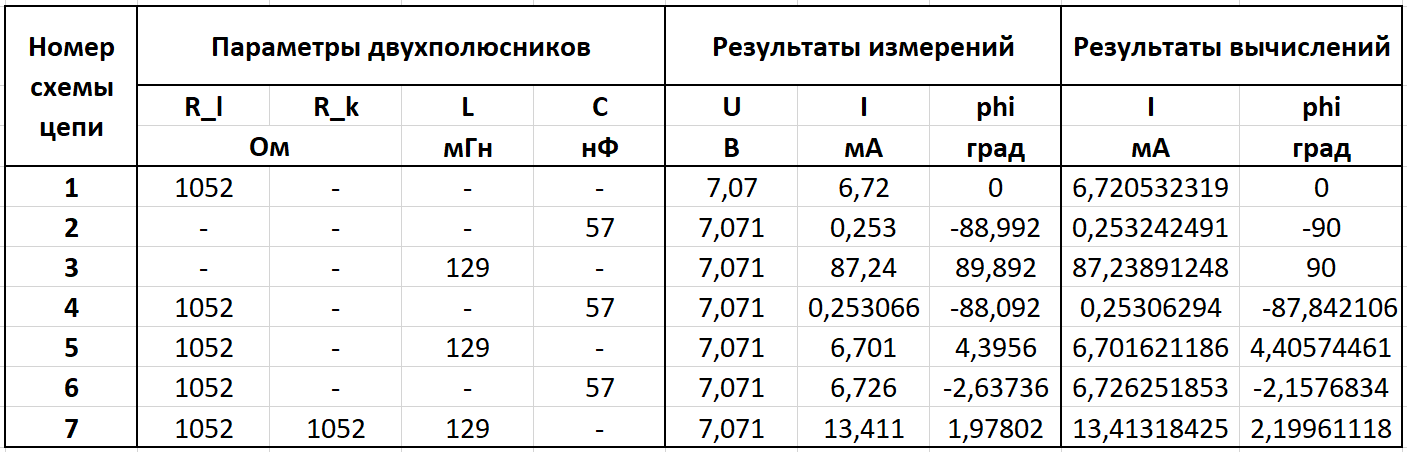 Номер схемы цепи Параметры двухполюсников Результаты измерений Результаты вычислений
R_l R_k L C U I phi I phi
Ом мГн нФ В мА град мА град
1 1052 - - - 7,07 6,72 0 6,720532319 0
2 - - - 57 7,071 0,253 -88,992 0,253242491 -90
3 - - 129 - 7,071 87,24 89,892 87,23891248 90
4 1052 - - 57 7,071 0,253066 -88,092 0,25306294 -87,842106
5 1052 - 129 - 7,071 6,701 4,3956 6,701621186 4,40574461
6 1052 - - 57 7,071 6,726 -2,63736 6,726251853 -2,1576834
7 1052 1052 129 - 7,071 13,411 1,97802 13,41318425 2,19961118